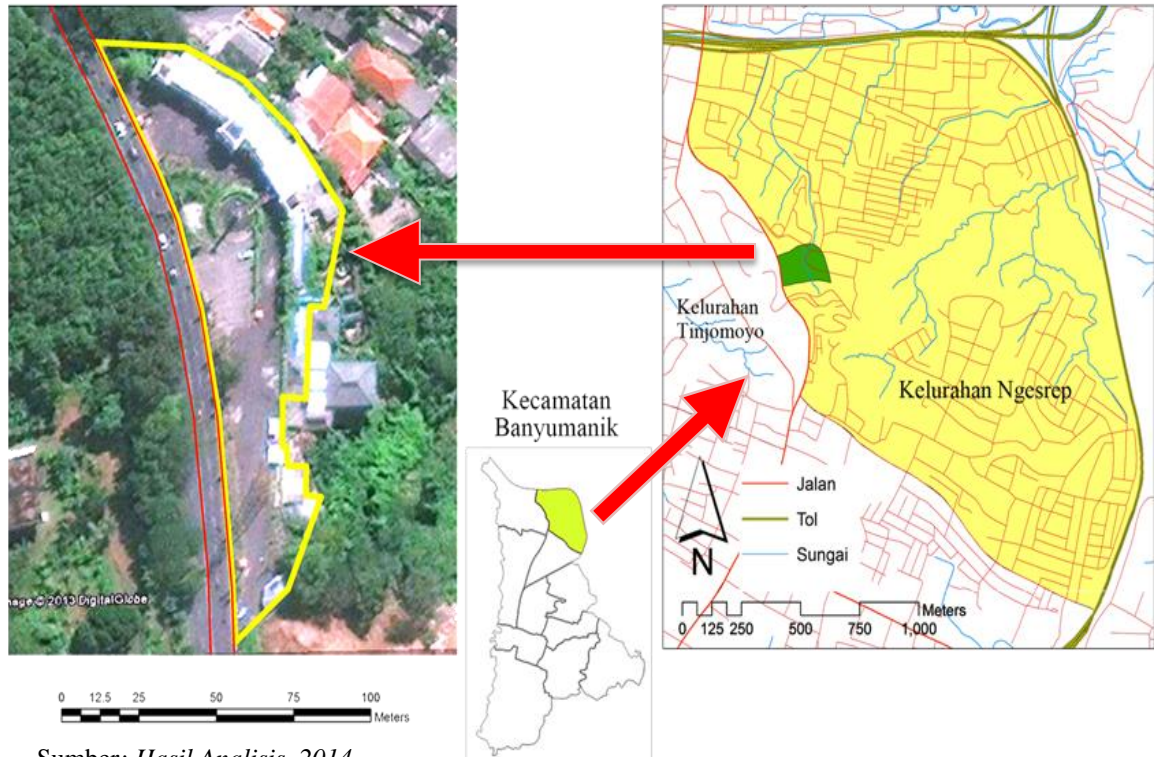 Kelurahan
Tinjomoyo
Kelurahan Ngesrep
Kecamatan
Banyumanik
Jalan
Tol
Sungai
N
Meters
0 125 250 500 750 1,000
mage © 2013 DigitalGlobe
0 12.5 25 50 75 100
Meters
Sumber: Hasil Analisis, 2014